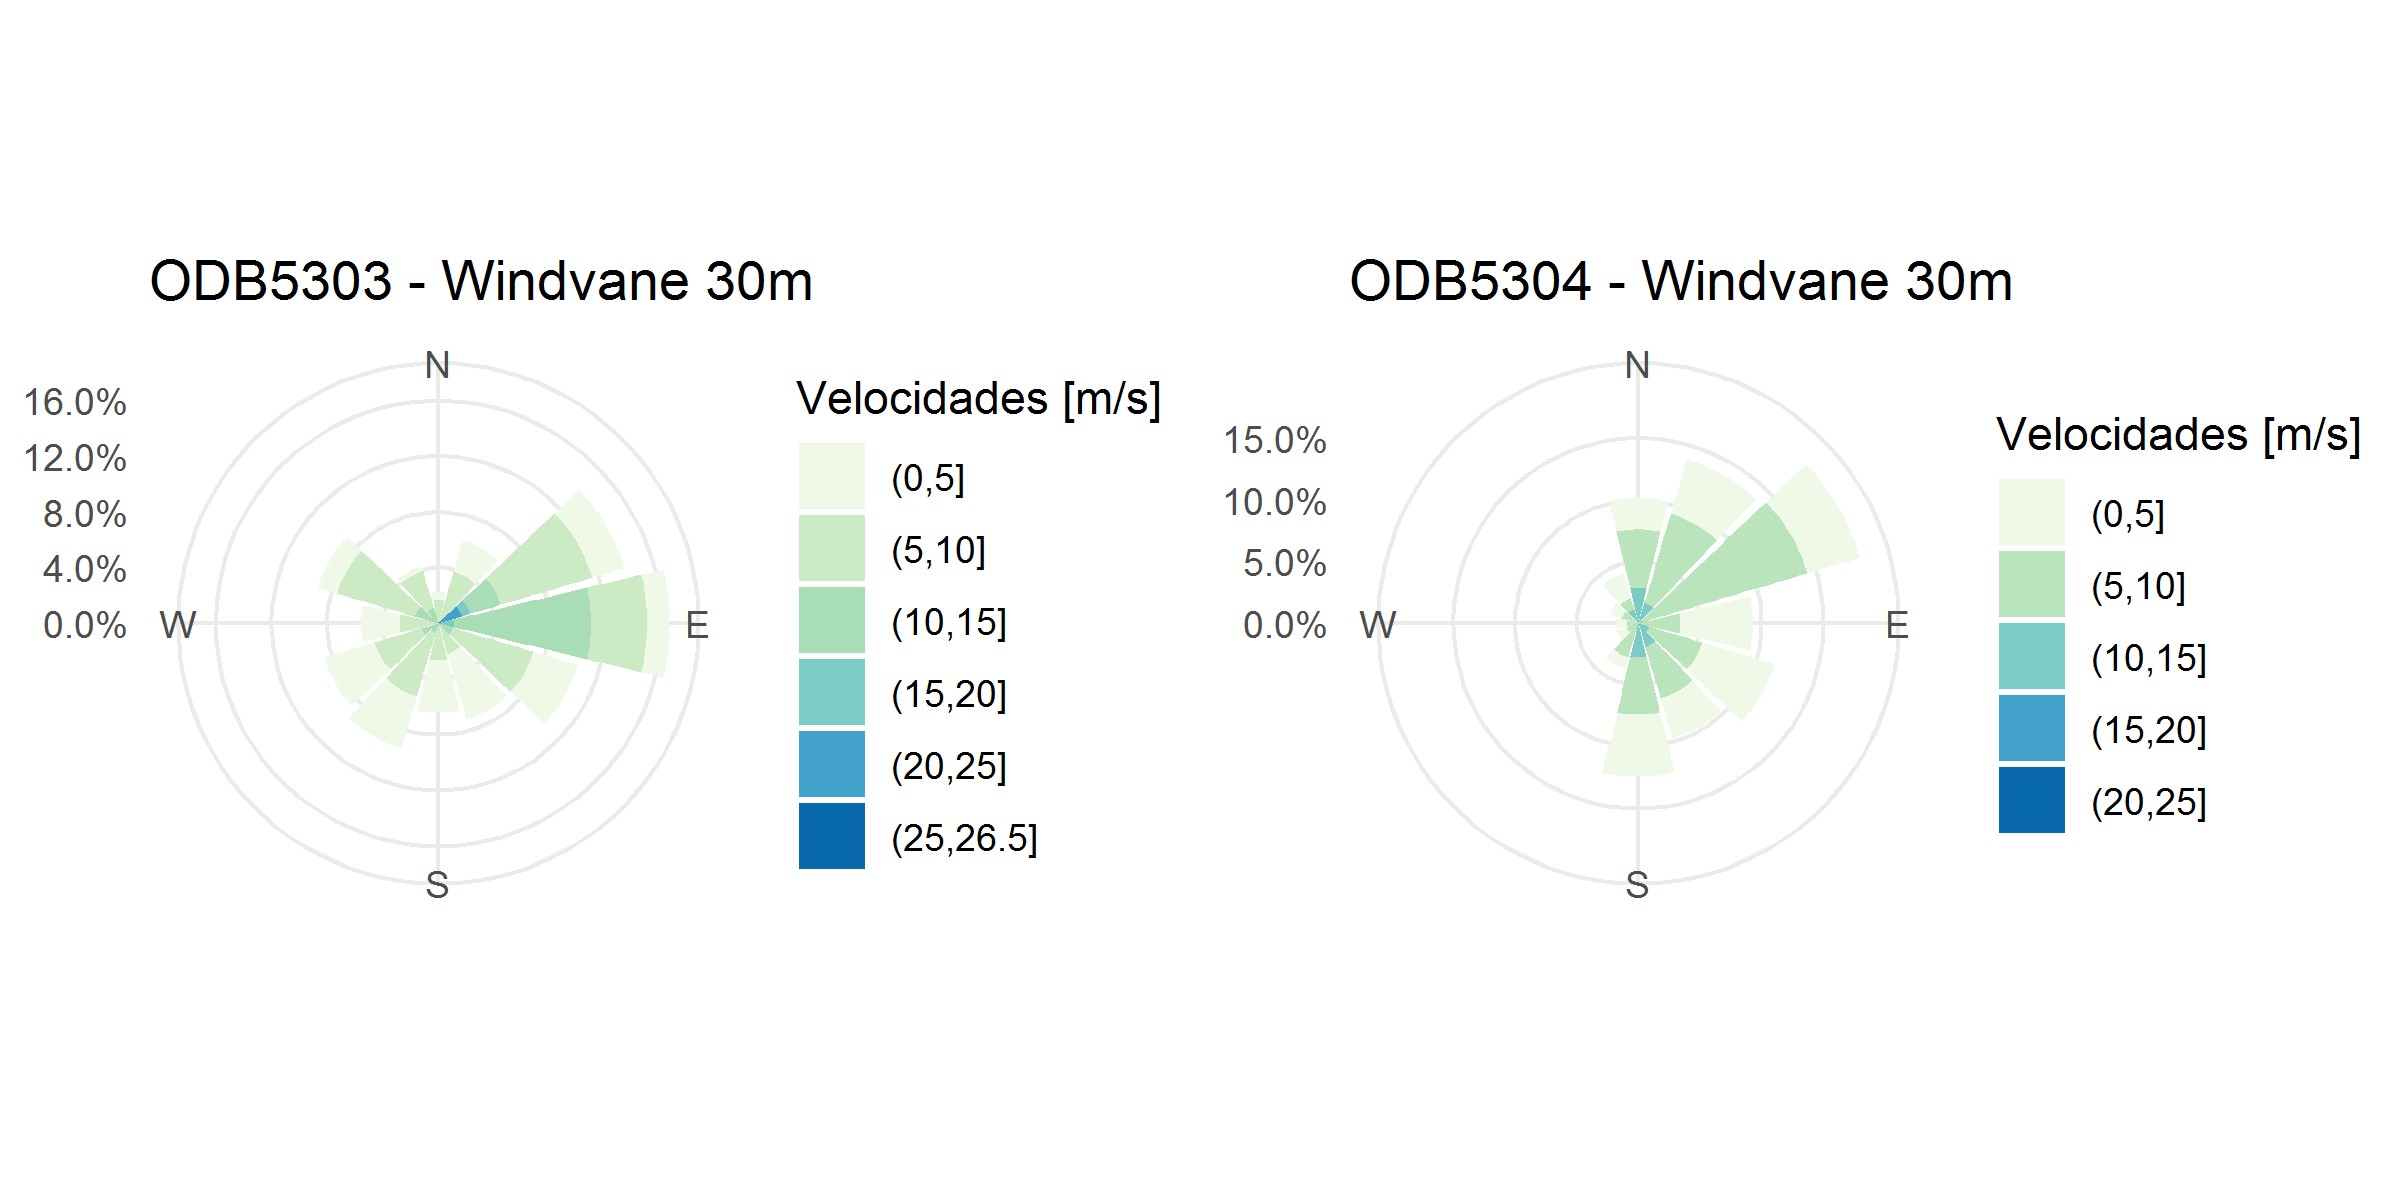 ODB5303 - Windvane 30m
N
16.0%
12.0%
8.0%
4.0%
0.0%
W
E
S
Velocidades [m/s]
(0,5]
(5,10]
(10,15]
(15,20]
(20,25]
(25,26.5]
ODB5304 - Windvane 30m
N
15.0%
10.0%
5.0%
0.0%
W
E
S
Velocidades [m/s]
(0,5]
(5,10]
(10,15]
(15,20]
(20,25]